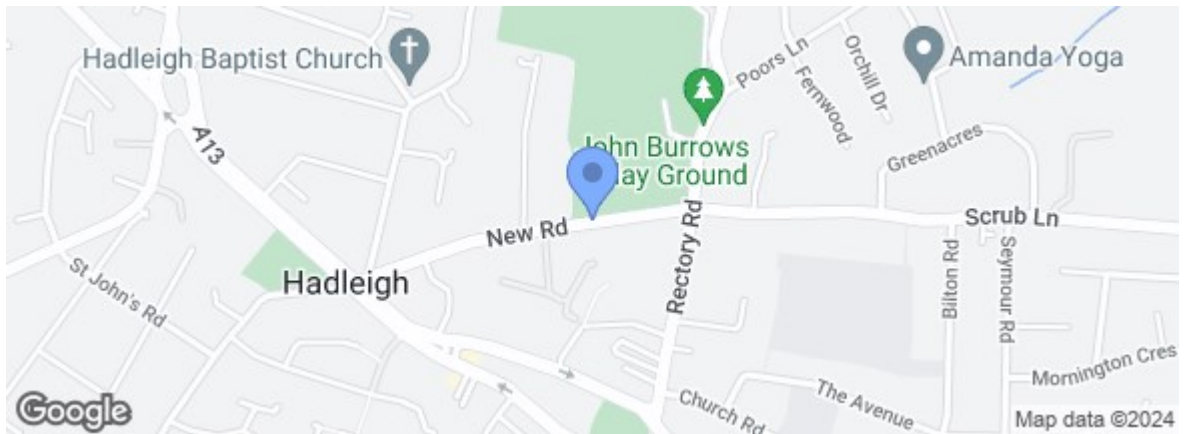 Hadleigh Baptist Church
Poors Ln
Orchill Dr
Fernwood
Amanda Yoga
A13
John Burrows
lay Ground
Greenacres
New Rd
Rectory Rd
Scrub Ln
Hadleigh
St John's Rd
Bilton Rd
Seymour Rd
Mornington Cres
The Avenue
Church Rd
Google
Map data ©2024